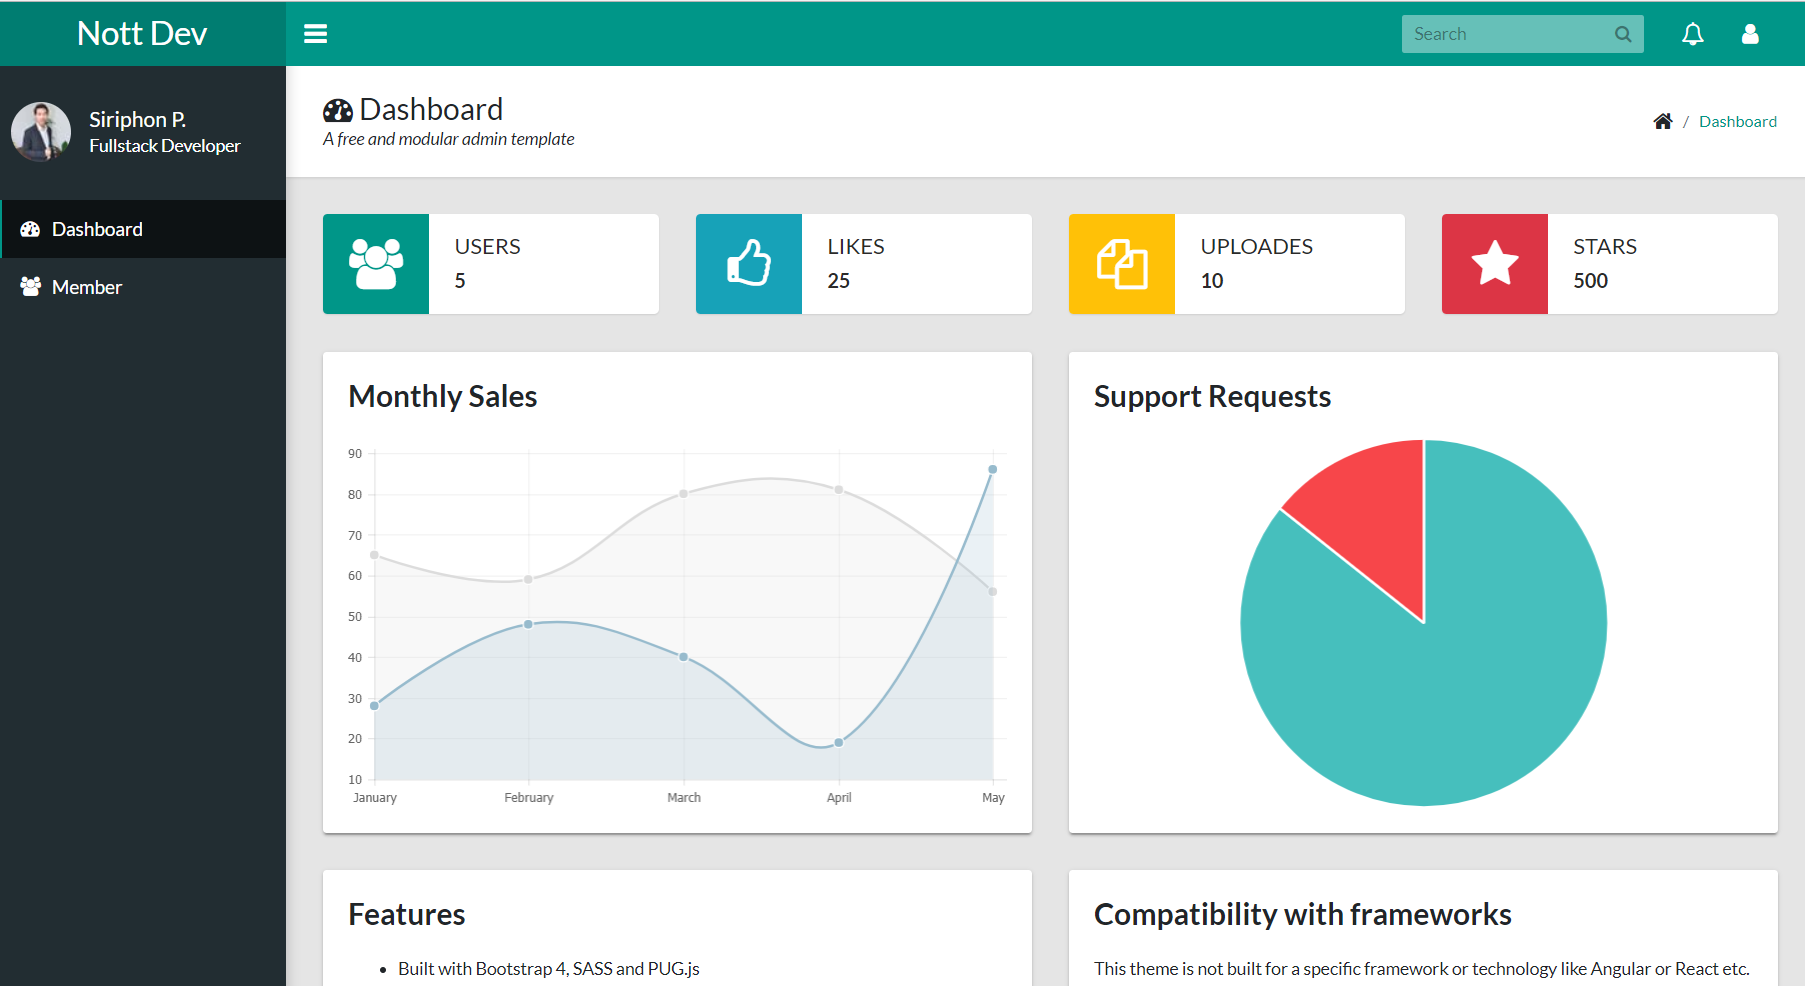 Nott Dev
Search
Siriphon P.
Fullstack Developer
Dashboard
Member
Dashboard
A free and modular admin template
/ Dashboard
USERS
5
LIKES
25
UPLOADES
10
STARS
500
Monthly Sales
90
80
70
60
50
40
30
20
10
January February March April May
Support Requests
Features
• Built with Bootstrap 4, SASS and PUG.js
Compatibility with frameworks
This theme is not built for a specific framework or technology like Angular or React etc.